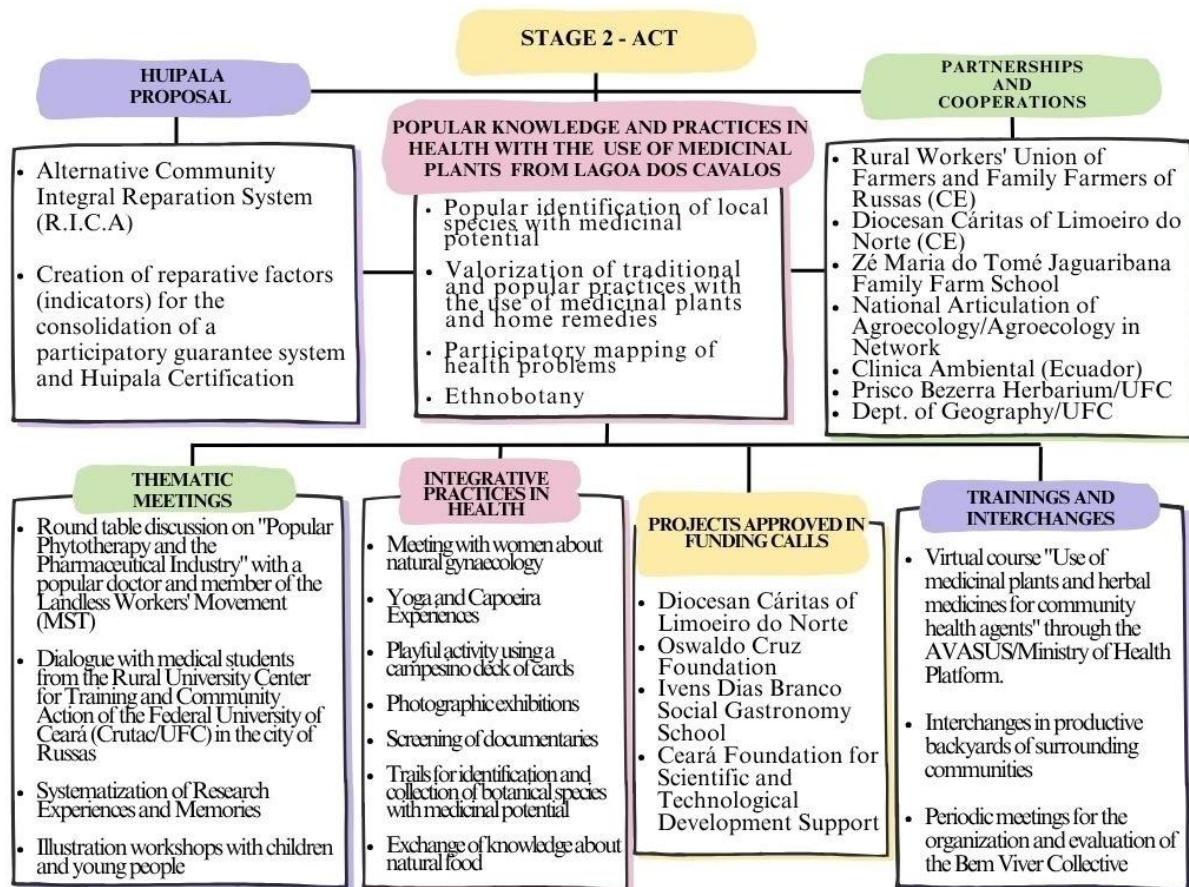 STAGE 2 - ACT
HUIPALA
PROPOSAL
• Alternative Community
Integral Reparation System
(R.I.C.A)
• Creation of reparative factors
(indicators) for the
consolidation of a
participatory guarantee system
and Huipala Certification
POPULAR KNOWLEDGE AND PRACTICES IN
HEALTH WITH THE USE OF MEDICINAL
PLANTS FROM LAGOA DOS CAVALOS
• Popular identification of local
species with medicinal
potential
• Valorization of traditional
and popular practices with
the use of medicinal plants
and home remedies
• Participatory mapping of
health problems
• Ethnobotany
PARTNERSHIPS
AND
COOPERATIONS
• Rural Workers' Union of
Farmers and Family Farmers of
Russas (CE)
• Diocesan Cáritas of Limoeiro do
Norte (CE)
• Zé Maria do Tomé Jaguaribana
Family Farm School
• National Articulation of
Agroecology/Agroecology in
Network
• Clinica Ambiental (Ecuador)
• Prisco Bezerra Herbarium/UFC
• Dept. of Geography/UFC
THEMATIC
MEETINGS
• Round table discussion on "Popular
Phytotherapy and the
Pharmaceutical Industry" with a
popular doctor and member of the
Landless Workers' Movement
(MST)
• Dialogue with medical students
from the Rural University Center
for Training and Community
Action of the Federal University of
Ceará (Crutac/UFC) in the city of
Russas
• Systematization of Research
Experiences and Memories
• Illustration workshops with children
and young people
INTEGRATIVE
PRACTICES IN
HEALTH
• Meeting with women about
natural gynaecology
• Yoga and Capoeira
Experiences
• Playful activity using a
campesino deck of cards
• Photographic exhibitions
• Screening of documentaries
• Trails for identification and
collection of botanical species
with medicinal potential
• Exchange of knowledge about
natural food
PROJECTS APPROVED IN
FUNDING CALLS
• Diocesan Cáritas of
Limoeiro do Norte
• Oswaldo Cruz
Foundation
• Ivens Dias Branco
Social Gastronomy
School
• Ceará Foundation for
Scientific and
Technological
Development Support
TRAININGS AND
INTERCHANGES
• Virtual course "Use of
medicinal plants and herbal
medicines for community
health agents" through the
AVASUS/Ministry of Health
Platform.
• Interchanges in productive
backyards of surrounding
communities
• Periodic meetings for the
organization and evaluation of
the Bem Viver Collective